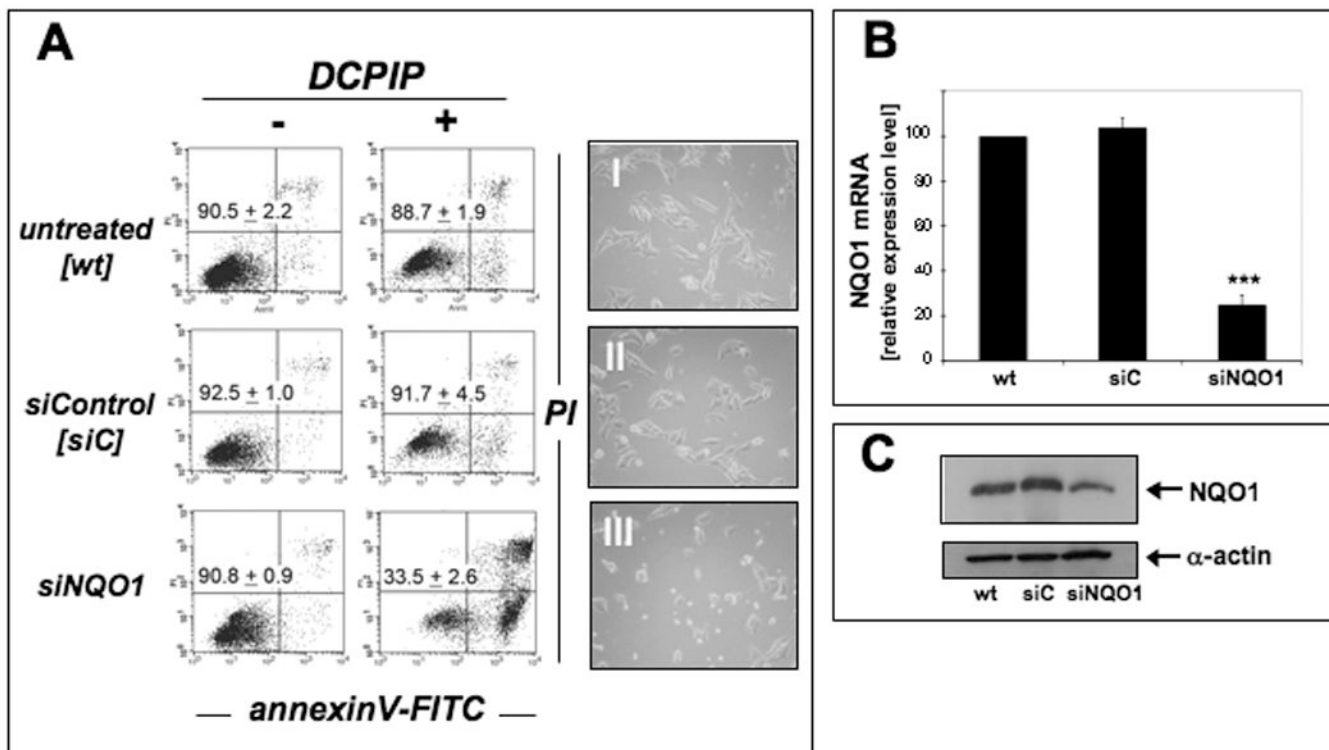 A
DCPIP
- +
untreated
[wt]
90.5 ± 2.2
88.7 ± 1.9
siControl
[siC]
92.5 ± 1.0
91.7 ± 4.5
siNQO1
90.8 ± 0.9
33.5 ± 2.6
PI
annexinV-FITC
I
II
III
B
NQO1 mRNA
[relative expression level]
100
80
60
40
20
0
***
wt siC siNQO1
C
NQO1
α-actin
wt siC siNQO1